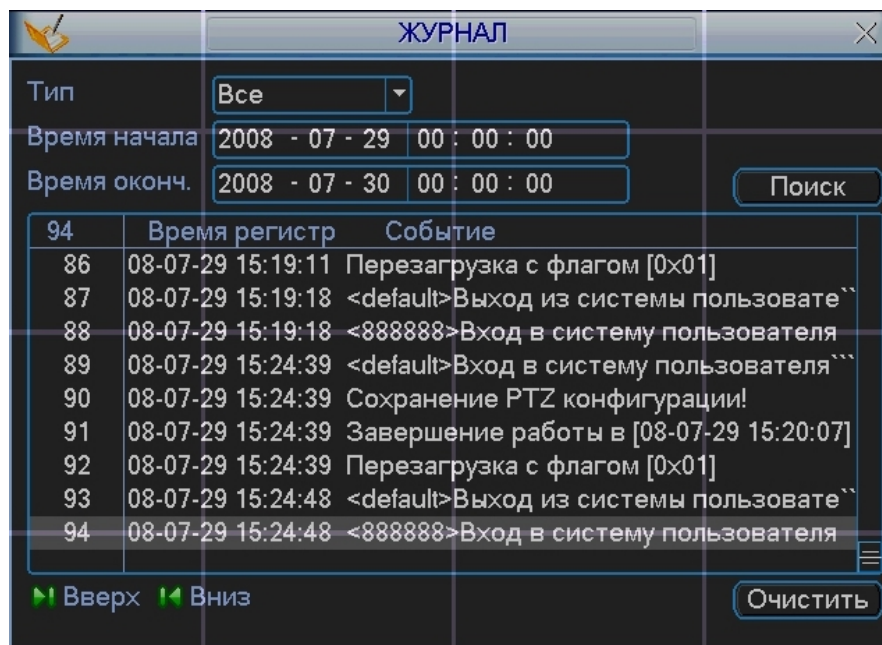 ЖУРНАЛ
Тип Все
Время начала 2008 - 07 - 29 00 : 00 : 00
Время оконч. 2008 - 07 - 30 00 : 00 : 00
Поиск
94 Время регистр Событие
86 08-07-29 15:19:11 Перезагрузка с флагом [0x01]
87 08-07-29 15:19:18 <default>Выход из системы пользовате``
88 08-07-29 15:19:18 <888888>Вход в систему пользователя
89 08-07-29 15:24:39 <default>Вход в систему пользователя```
90 08-07-29 15:24:39 Сохранение PTZ конфигурации!
91 08-07-29 15:24:39 Завершение работы в [08-07-29 15:20:07]
92 08-07-29 15:24:39 Перезагрузка с флагом [0x01]
93 08-07-29 15:24:48 <default>Выход из системы пользовате``
94 08-07-29 15:24:48 <888888>Вход в систему пользователя
Вверх Вниз
Очистить